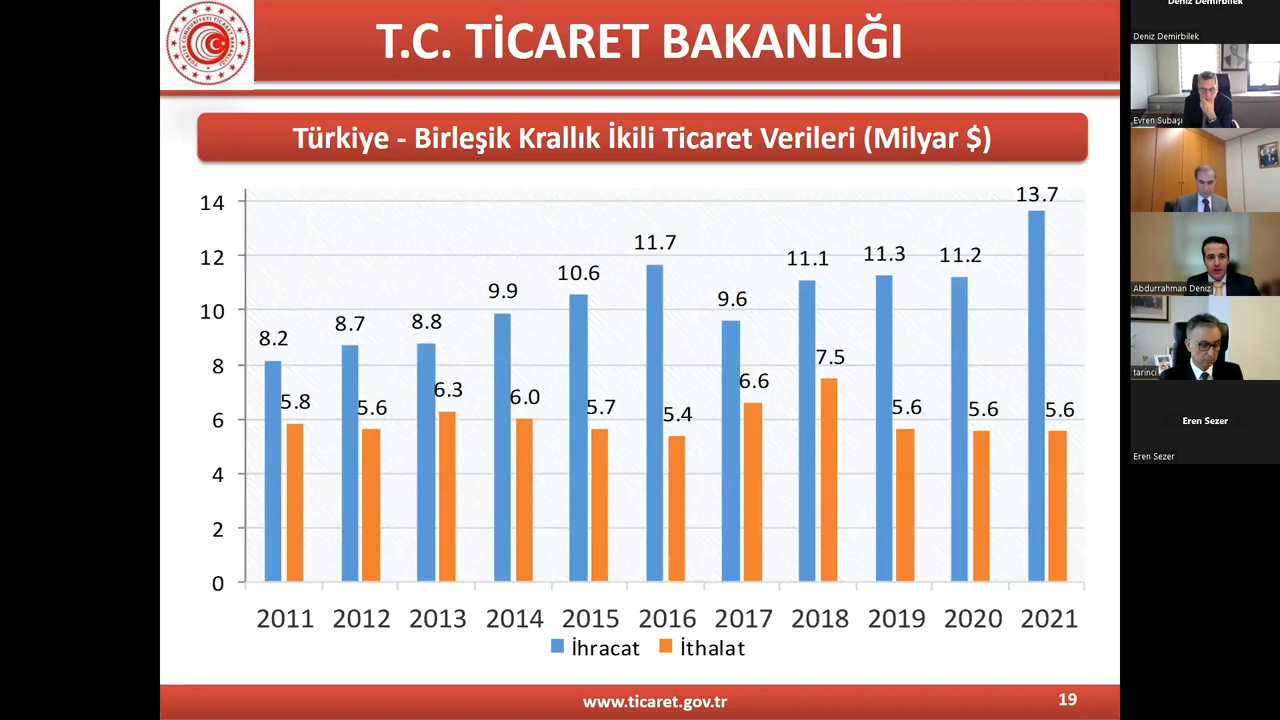 T.C. TİCARET BAKANLIĞI
Türkiye - Birleşik Krallık İkili Ticaret Verileri (Milyar $)
14
12
10
8
6
4
2
0
8.2
5.8
8.7
5.6
8.8
6.3
9.9
6.0
10.6
5.7
11.7
5.4
9.6
6.6
11.1
7.5
11.3
5.6
11.2
5.6
13.7
5.6
2011 2012 2013 2014 2015 2016 2017 2018 2019 2020 2021
İhracat İthalat
www.ticaret.gov.tr
19
Deniz Demirbilek
Deniz Demirbilek
Evren Subaşı
Abdurrahman Deniz
tarinci
Eren Sezer
Eren Sezer